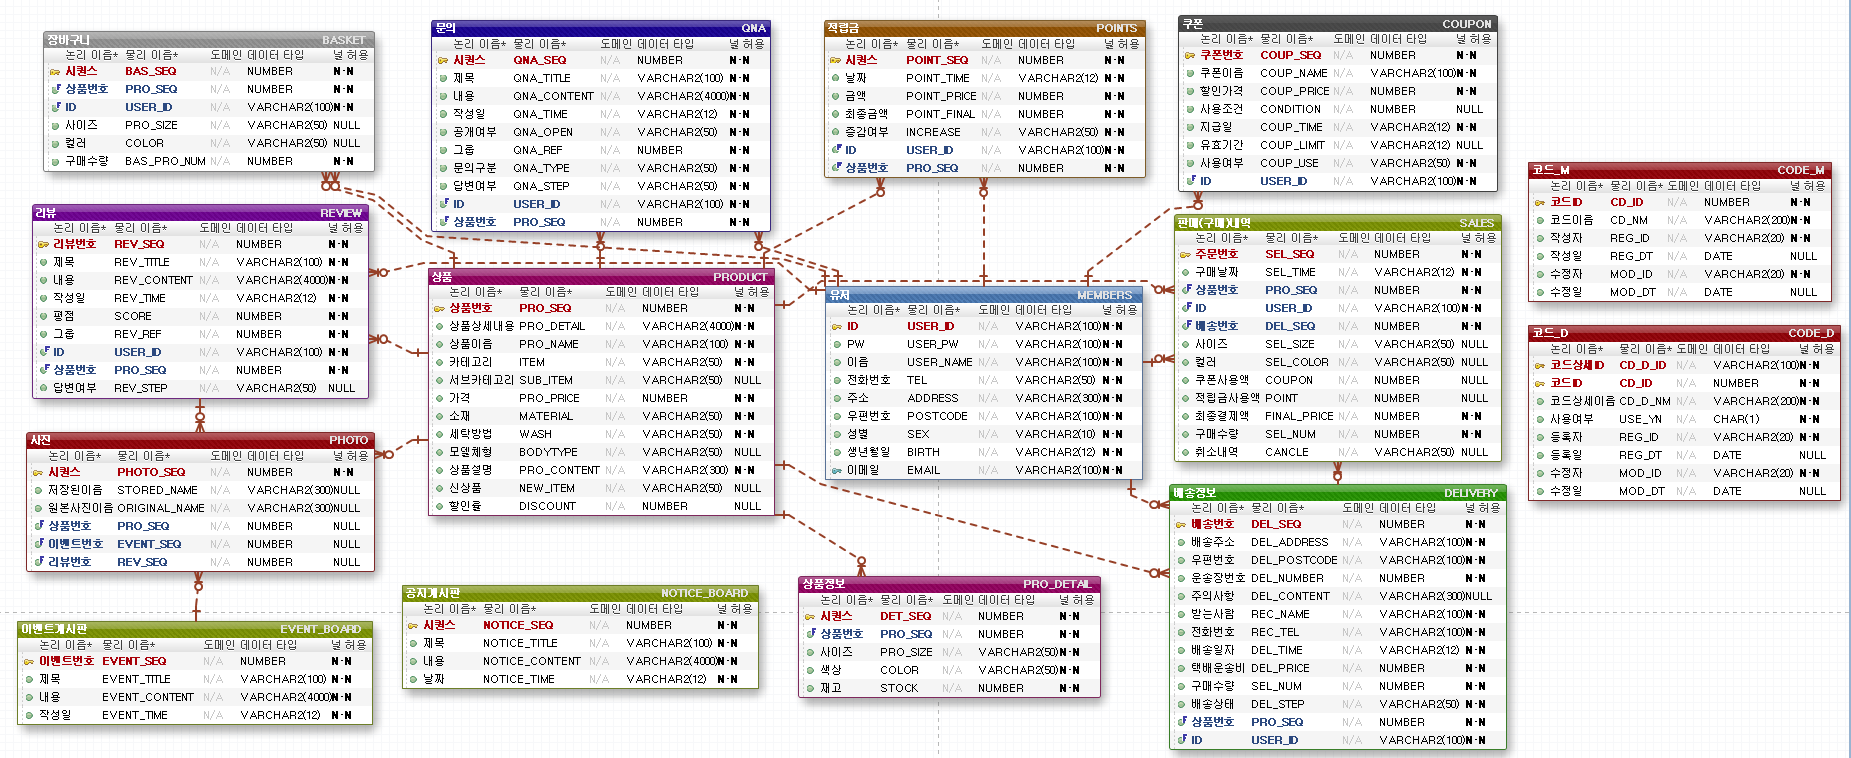 장바구니 BASKET
논리 이름* 물리 이름* 도메인 데이터 타입 널 허용
시퀀스 BAS_SEQ N/A NUMBER N-N
상품번호 PRO_SEQ N/A NUMBER N-N
ID USER_ID N/A VARCHAR2(100) N-N
사이즈 PRO_SIZE N/A VARCHAR2(50) NULL
컬러 COLOR N/A VARCHAR2(50) NULL
구매수량 BAS_PRO_NUM N/A NUMBER N-N
문의 QNA
논리 이름* 물리 이름* 도메인 데이터 타입 널 허용
시퀀스 QNA_SEQ N/A NUMBER N-N
제목 QNA_TITLE N/A VARCHAR2(100) N-N
내용 QNA_CONTENT N/A VARCHAR2(4000) N-N
작성일 QNA_TIME N/A VARCHAR2(12) N-N
공개여부 QNA_OPEN N/A VARCHAR2(50) N-N
그룹 QNA_REF N/A NUMBER N-N
문의구분 QNA_TYPE N/A VARCHAR2(50) N-N
답변여부 QNA_STEP N/A VARCHAR2(50) N-N
ID USER_ID N/A VARCHAR2(100) N-N
상품번호 PRO_SEQ N/A NUMBER N-N
적립금 POINTS
논리 이름* 물리 이름* 도메인 데이터 타입 널 허용
시퀀스 POINT_SEQ N/A NUMBER N-N
날짜 POINT_TIME N/A VARCHAR2(12) N-N
금액 POINT_PRICE N/A NUMBER N-N
최종금액 POINT_FINAL N/A NUMBER N-N
증감여부 INCREASE N/A VARCHAR2(50) N-N
ID USER_ID N/A VARCHAR2(100) N-N
상품번호 PRO_SEQ N/A NUMBER N-N
쿠폰 COUPON
논리 이름* 물리 이름* 도메인 데이터 타입 널 허용
쿠폰번호 COUP_SEQ N/A NUMBER N-N
쿠폰이름 COUP_NAME N/A VARCHAR2(100) N-N
할인가격 COUP_PRICE N/A NUMBER N-N
사용조건 CONDITION N/A NUMBER NULL
지급일 COUP_TIME N/A VARCHAR2(12) N-N
유효기간 COUP_LIMIT N/A VARCHAR2(12) NULL
사용여부 COUP_USE N/A VARCHAR2(50) N-N
ID USER_ID N/A VARCHAR2(100) N-N
코드_M CODE_M
논리 이름* 물리 이름* 도메인 데이터 타입 널 허용
코드ID CD_ID N/A NUMBER N-N
코드이름 CD_NM N/A VARCHAR2(200) N-N
작성자 REG_ID N/A VARCHAR2(20) N-N
작성일 REG_DT N/A DATE NULL
수정자 MOD_ID N/A VARCHAR2(20) N-N
수정일 MOD_DT N/A DATE NULL
리뷰 REVIEW
논리 이름* 물리 이름* 도메인 데이터 타입 널 허용
리뷰번호 REV_SEQ N/A NUMBER N-N
제목 REV_TITLE N/A VARCHAR2(100) N-N
내용 REV_CONTENT N/A VARCHAR2(4000) N-N
작성일 REV_TIME N/A VARCHAR2(12) N-N
평점 SCORE N/A NUMBER N-N
그룹 REV_REF N/A NUMBER N-N
ID USER_ID N/A VARCHAR2(100) N-N
상품번호 PRO_SEQ N/A NUMBER N-N
답변여부 REV_STEP N/A VARCHAR2(50) NULL
상품 PRODUCT
논리 이름* 물리 이름* 도메인 데이터 타입 널 허용
상품번호 PRO_SEQ N/A NUMBER N-N
상품상세내용 PRO_DETAIL N/A VARCHAR2(4000) N-N
상품이름 PRO_NAME N/A VARCHAR2(100) N-N
카테고리 ITEM N/A VARCHAR2(50) N-N
서브카테고리 SUB_ITEM N/A VARCHAR2(50) NULL
가격 PRO_PRICE N/A NUMBER N-N
소재 MATERIAL N/A VARCHAR2(50) N-N
세탁방법 WASH N/A VARCHAR2(50) N-N
모델체형 BODYTYPE N/A VARCHAR2(50) NULL
상품설명 PRO_CONTENT N/A VARCHAR2(300) N-N
신상품 NEW_ITEM N/A VARCHAR2(50) NULL
할인률 DISCOUNT N/A NUMBER NULL
유저 MEMBERS
논리 이름* 물리 이름* 도메인 데이터 타입 널 허용
ID USER_ID N/A VARCHAR2(100) N-N
PW USER_PW N/A VARCHAR2(100) N-N
이름 USER_NAME N/A VARCHAR2(100) N-N
전화번호 TEL N/A VARCHAR2(50) N-N
주소 ADDRESS N/A VARCHAR2(300) N-N
우편번호 POSTCODE N/A VARCHAR2(100) N-N
성별 SEX N/A VARCHAR2(10) N-N
생년월일 BIRTH N/A VARCHAR2(12) N-N
이메일 EMAIL N/A VARCHAR2(100) N-N
판매(구매)내역 SALES
논리 이름* 물리 이름* 도메인 데이터 타입 널 허용
주문번호 SEL_SEQ N/A NUMBER N-N
구매날짜 SEL_TIME N/A VARCHAR2(12) N-N
상품번호 PRO_SEQ N/A NUMBER N-N
ID USER_ID N/A VARCHAR2(100) N-N
배송번호 DEL_SEQ N/A NUMBER N-N
사이즈 SEL_SIZE N/A VARCHAR2(50) NULL
컬러 SEL_COLOR N/A VARCHAR2(50) NULL
쿠폰사용액 COUPON N/A NUMBER NULL
적립금사용액 POINT N/A NUMBER NULL
최종결제액 FINAL_PRICE N/A NUMBER N-N
구매수량 SEL_NUM N/A NUMBER N-N
취소내역 CANCLE N/A VARCHAR2(50) NULL
코드_D CODE_D
논리 이름* 물리 이름* 도메인 데이터 타입 널 허용
코드상세ID CD_D_ID N/A VARCHAR2(100) N-N
코드ID CD_ID N/A NUMBER N-N
코드상세이름 CD_D_NM N/A VARCHAR2(200) N-N
사용여부 USE_YN N/A CHAR(1) N-N
등록자 REG_ID N/A VARCHAR2(20) N-N
등록일 REG_DT N/A DATE NULL
수정자 MOD_ID N/A VARCHAR2(20) N-N
수정일 MOD_DT N/A DATE NULL
사진 PHOTO
논리 이름* 물리 이름* 도메인 데이터 타입 널 허용
시퀀스 PHOTO_SEQ N/A NUMBER N-N
저장된이름 STORED_NAME N/A VARCHAR2(300) NULL
원본사진이름 ORIGINAL_NAME N/A VARCHAR2(300) NULL
상품번호 PRO_SEQ N/A NUMBER NULL
이벤트번호 EVENT_SEQ N/A NUMBER NULL
리뷰번호 REV_SEQ N/A NUMBER NULL
배송정보 DELIVERY
논리 이름* 물리 이름* 도메인 데이터 타입 널 허용
배송번호 DEL_SEQ N/A NUMBER N-N
배송주소 DEL_ADDRESS N/A VARCHAR2(100) N-N
우편번호 DEL_POSTCODE N/A VARCHAR2(100) N-N
운송장번호 DEL_NUMBER N/A VARCHAR2(100) N-N
주의사항 DEL_CONTENT N/A VARCHAR2(300) NULL
받는사람 REC_NAME N/A VARCHAR2(100) N-N
전화번호 REC_TEL N/A VARCHAR2(100) N-N
배송일자 DEL_TIME N/A VARCHAR2(12) N-N
택배운송비 DEL_PRICE N/A NUMBER N-N
구매수량 SEL_NUM N/A NUMBER N-N
배송상태 DEL_STEP N/A VARCHAR2(50) N-N
상품번호 PRO_SEQ N/A NUMBER N-N
ID USER_ID N/A VARCHAR2(100) N-N
이벤트게시판 EVENT_BOARD
논리 이름* 물리 이름* 도메인 데이터 타입 널 허용
이벤트번호 EVENT_SEQ N/A NUMBER N-N
제목 EVENT_TITLE N/A VARCHAR2(100) N-N
내용 EVENT_CONTENT N/A VARCHAR2(4000) N-N
작성일 EVENT_TIME N/A VARCHAR2(12) N-N
공지게시판 NOTICE_BOARD
논리 이름* 물리 이름* 도메인 데이터 타입 널 허용
시퀀스 NOTICE_SEQ N/A NUMBER N-N
제목 NOTICE_TITLE N/A VARCHAR2(100) N-N
내용 NOTICE_CONTENT N/A VARCHAR2(4000) N-N
날짜 NOTICE_TIME N/A VARCHAR2(12) N-N
상품정보 PRO_DETAIL
논리 이름* 물리 이름* 도메인 데이터 타입 널 허용
시퀀스 DET_SEQ N/A NUMBER N-N
상품번호 PRO_SEQ N/A NUMBER N-N
사이즈 PRO_SIZE N/A VARCHAR2(50) N-N
색상 COLOR N/A VARCHAR2(50) N-N
재고 STOCK N/A NUMBER N-N